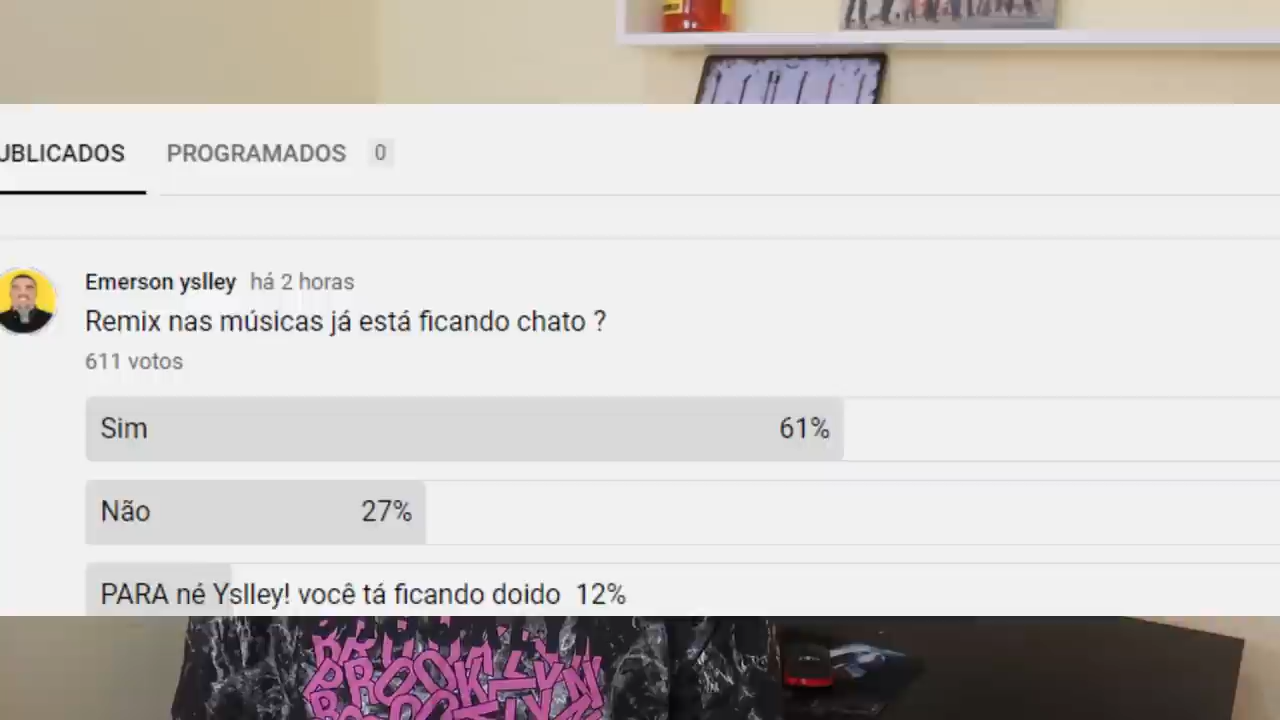 UBLICADOS PROGRAMADOS 0
Emerson yslley há 2 horas
Remix nas músicas já está ficando chato ?
611 votos
Sim 61%
Não 27%
PARA né Yslley! você tá ficando doido 12%
BROOKLYN